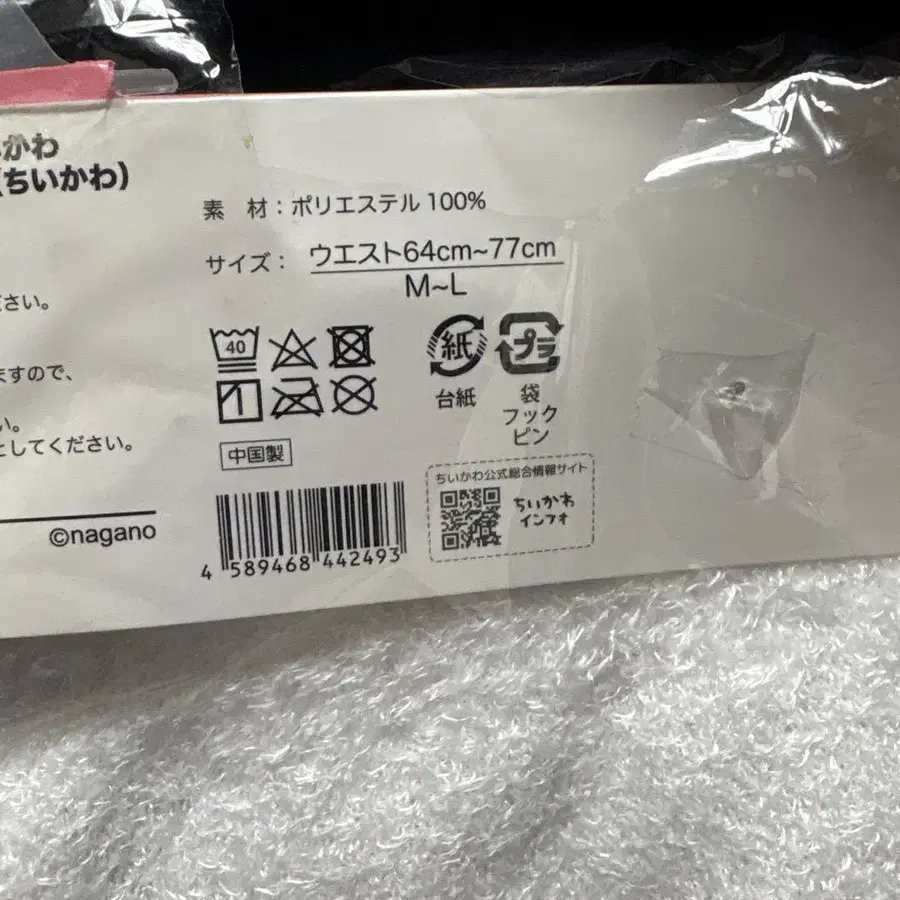 かわ
(ちいかわ)
素 材：ポリエステル 100%
サイズ： ウエスト64cm~77cm
M~L
ださい。
ますので、
い。
としてください。
40
紙 プラ
台紙 袋
フック
ピン
中国製
©nagano
4 589468 442493
ちいかわ公式総合情報サイト
ちいかわ
インフォ